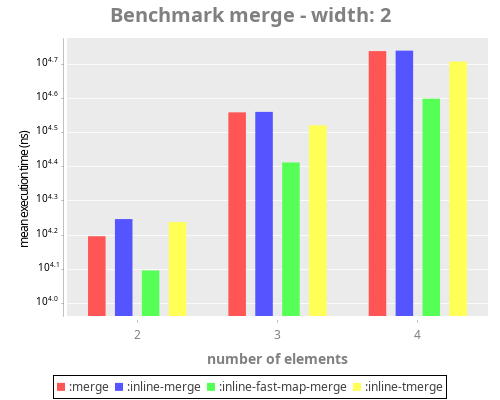 Benchmark merge - width: 2
mean execution time (ns)
10^4.7
10^4.6
10^4.5
10^4.4
10^4.3
10^4.2
10^4.1
10^4.0
2 3 4
number of elements
:merge :inline-merge :inline-fast-map-merge :inline-tmerge